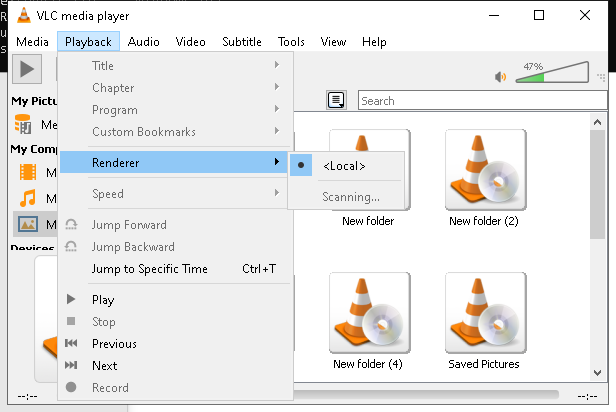 VLC media player
Media Playback Audio Video Subtitle Tools View Help
Title
Chapter
Program
Custom Bookmarks
Renderer
<Local>
Scanning...
Speed
Jump Forward
Jump Backward
Jump to Specific Time Ctrl+T
Play
Stop
Previous
Next
Record
47%
Search
My Pictu
Me
My Comp
M
M
M
Devices
New folder
New folder (2)
New folder (4)
Saved Pictures
--:--
--:--